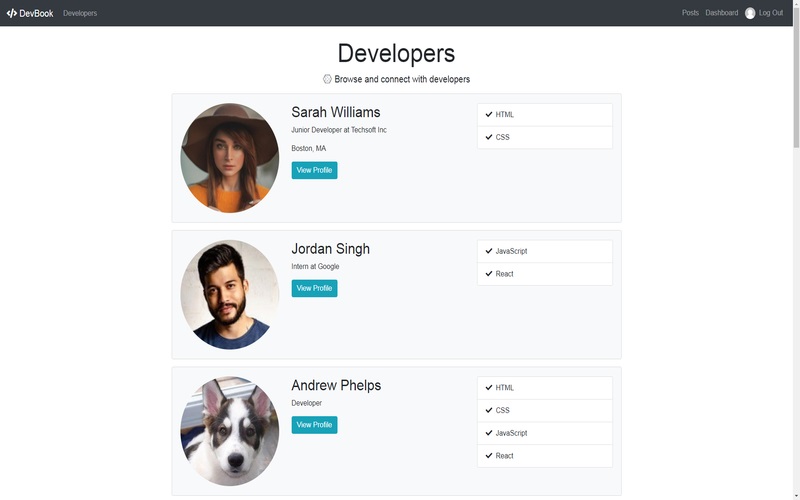 DevBook
Developers
Posts
Dashboard
Log Out
Developers
Browse and connect with developers
Sarah Williams
Junior Developer at Techsoft Inc
Boston, MA
View Profile
HTML
CSS
Jordan Singh
Intern at Google
View Profile
JavaScript
React
Andrew Phelps
Developer
View Profile
HTML
CSS
JavaScript
React